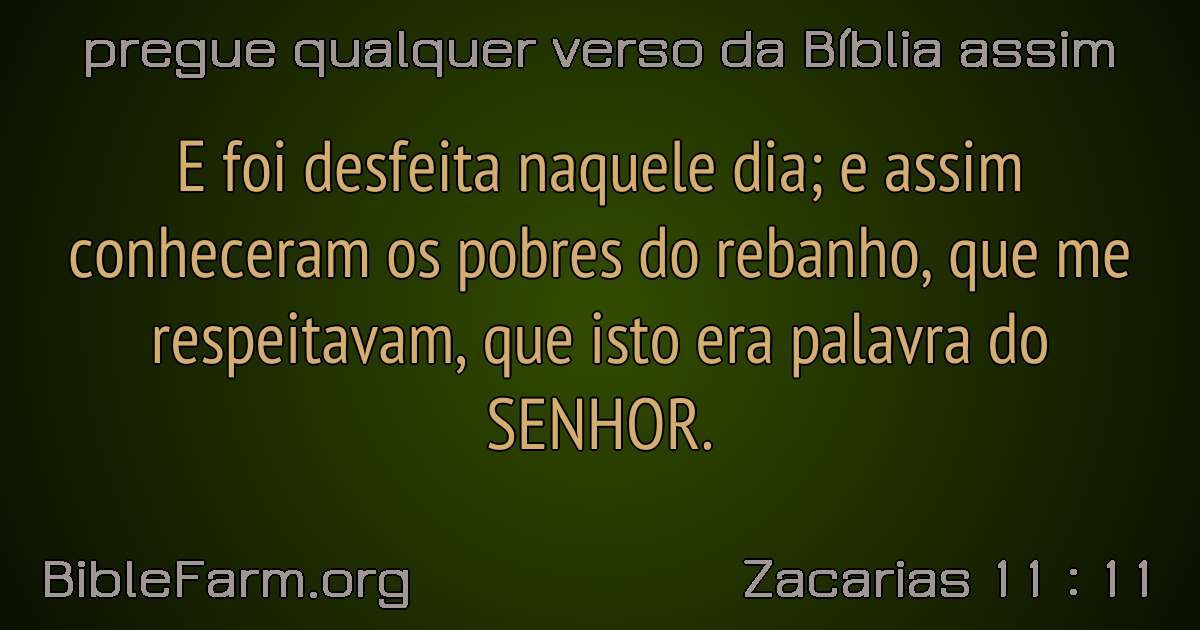 pregue qualquer verso da Bíblia assim
E foi desfeita naquele dia; e assim
conheceram os pobres do rebanho, que me
respeitavam, que isto era palavra do
SENHOR.
BibleFarm.org
Zacarias 11 : 11